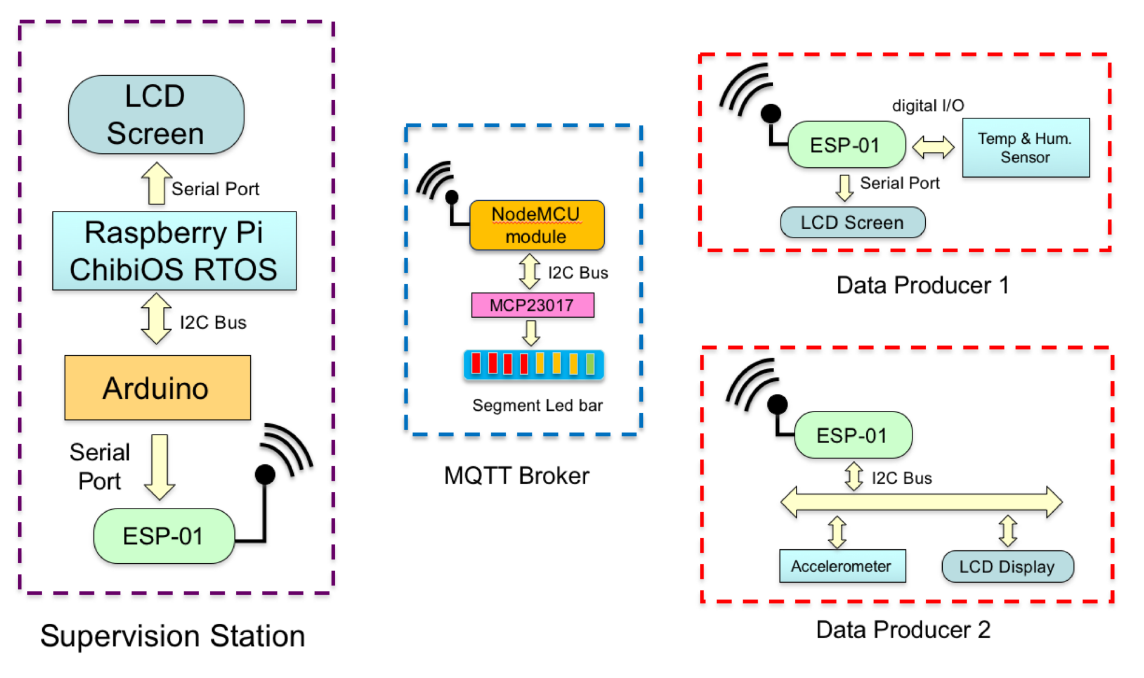 LCD
Screen
Serial Port
Raspberry Pi
ChibiOS RTOS
I2C Bus
Arduino
Serial
Port
ESP-01
Supervision Station
NodeMCU
module
I2C Bus
MCP23017
Segment Led bar
MQTT Broker
digital I/O
ESP-01
Temp & Hum.
Sensor
Serial Port
LCD Screen
Data Producer 1
ESP-01
I2C Bus
Accelerometer
LCD Display
Data Producer 2